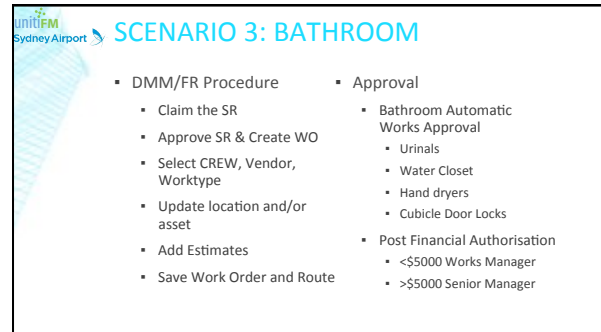 unitiFM
Sydney Airport
SCENARIO 3: BATHROOM
▪ DMM/FR Procedure
▪ Claim the SR
▪ Approve SR & Create WO
▪ Select CREW, Vendor,
Worktype
▪ Update location and/or
asset
▪ Add Estimates
▪ Save Work Order and Route
▪ Approval
▪ Bathroom Automatic
Works Approval
▪ Urinals
▪ Water Closet
▪ Hand dryers
▪ Cubicle Door Locks
▪ Post Financial Authorisation
▪ <$5000 Works Manager
▪ >$5000 Senior Manager